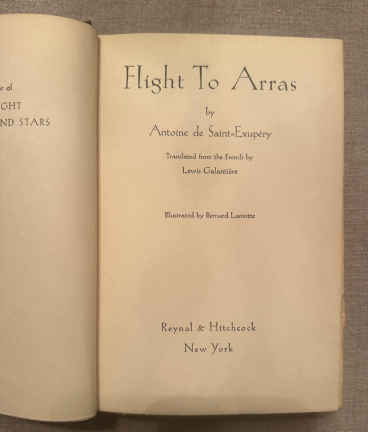 of
GHT
ND STARS
Flight To Arras
by
Antoine de Saint-Exupéry
Translated from the French by
Lewis Galantière
Illustrated by Bernard Lamotte
Reynal & Hitchcock
New York